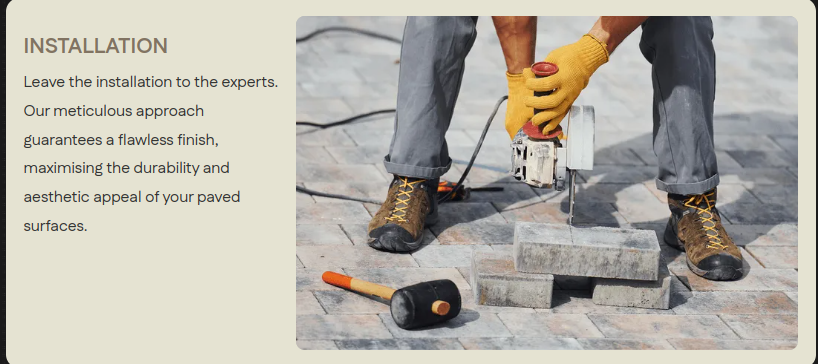 INSTALLATION
Leave the installation to the experts.
Our meticulous approach
guarantees a flawless finish,
maximising the durability and
aesthetic appeal of your paved
surfaces.